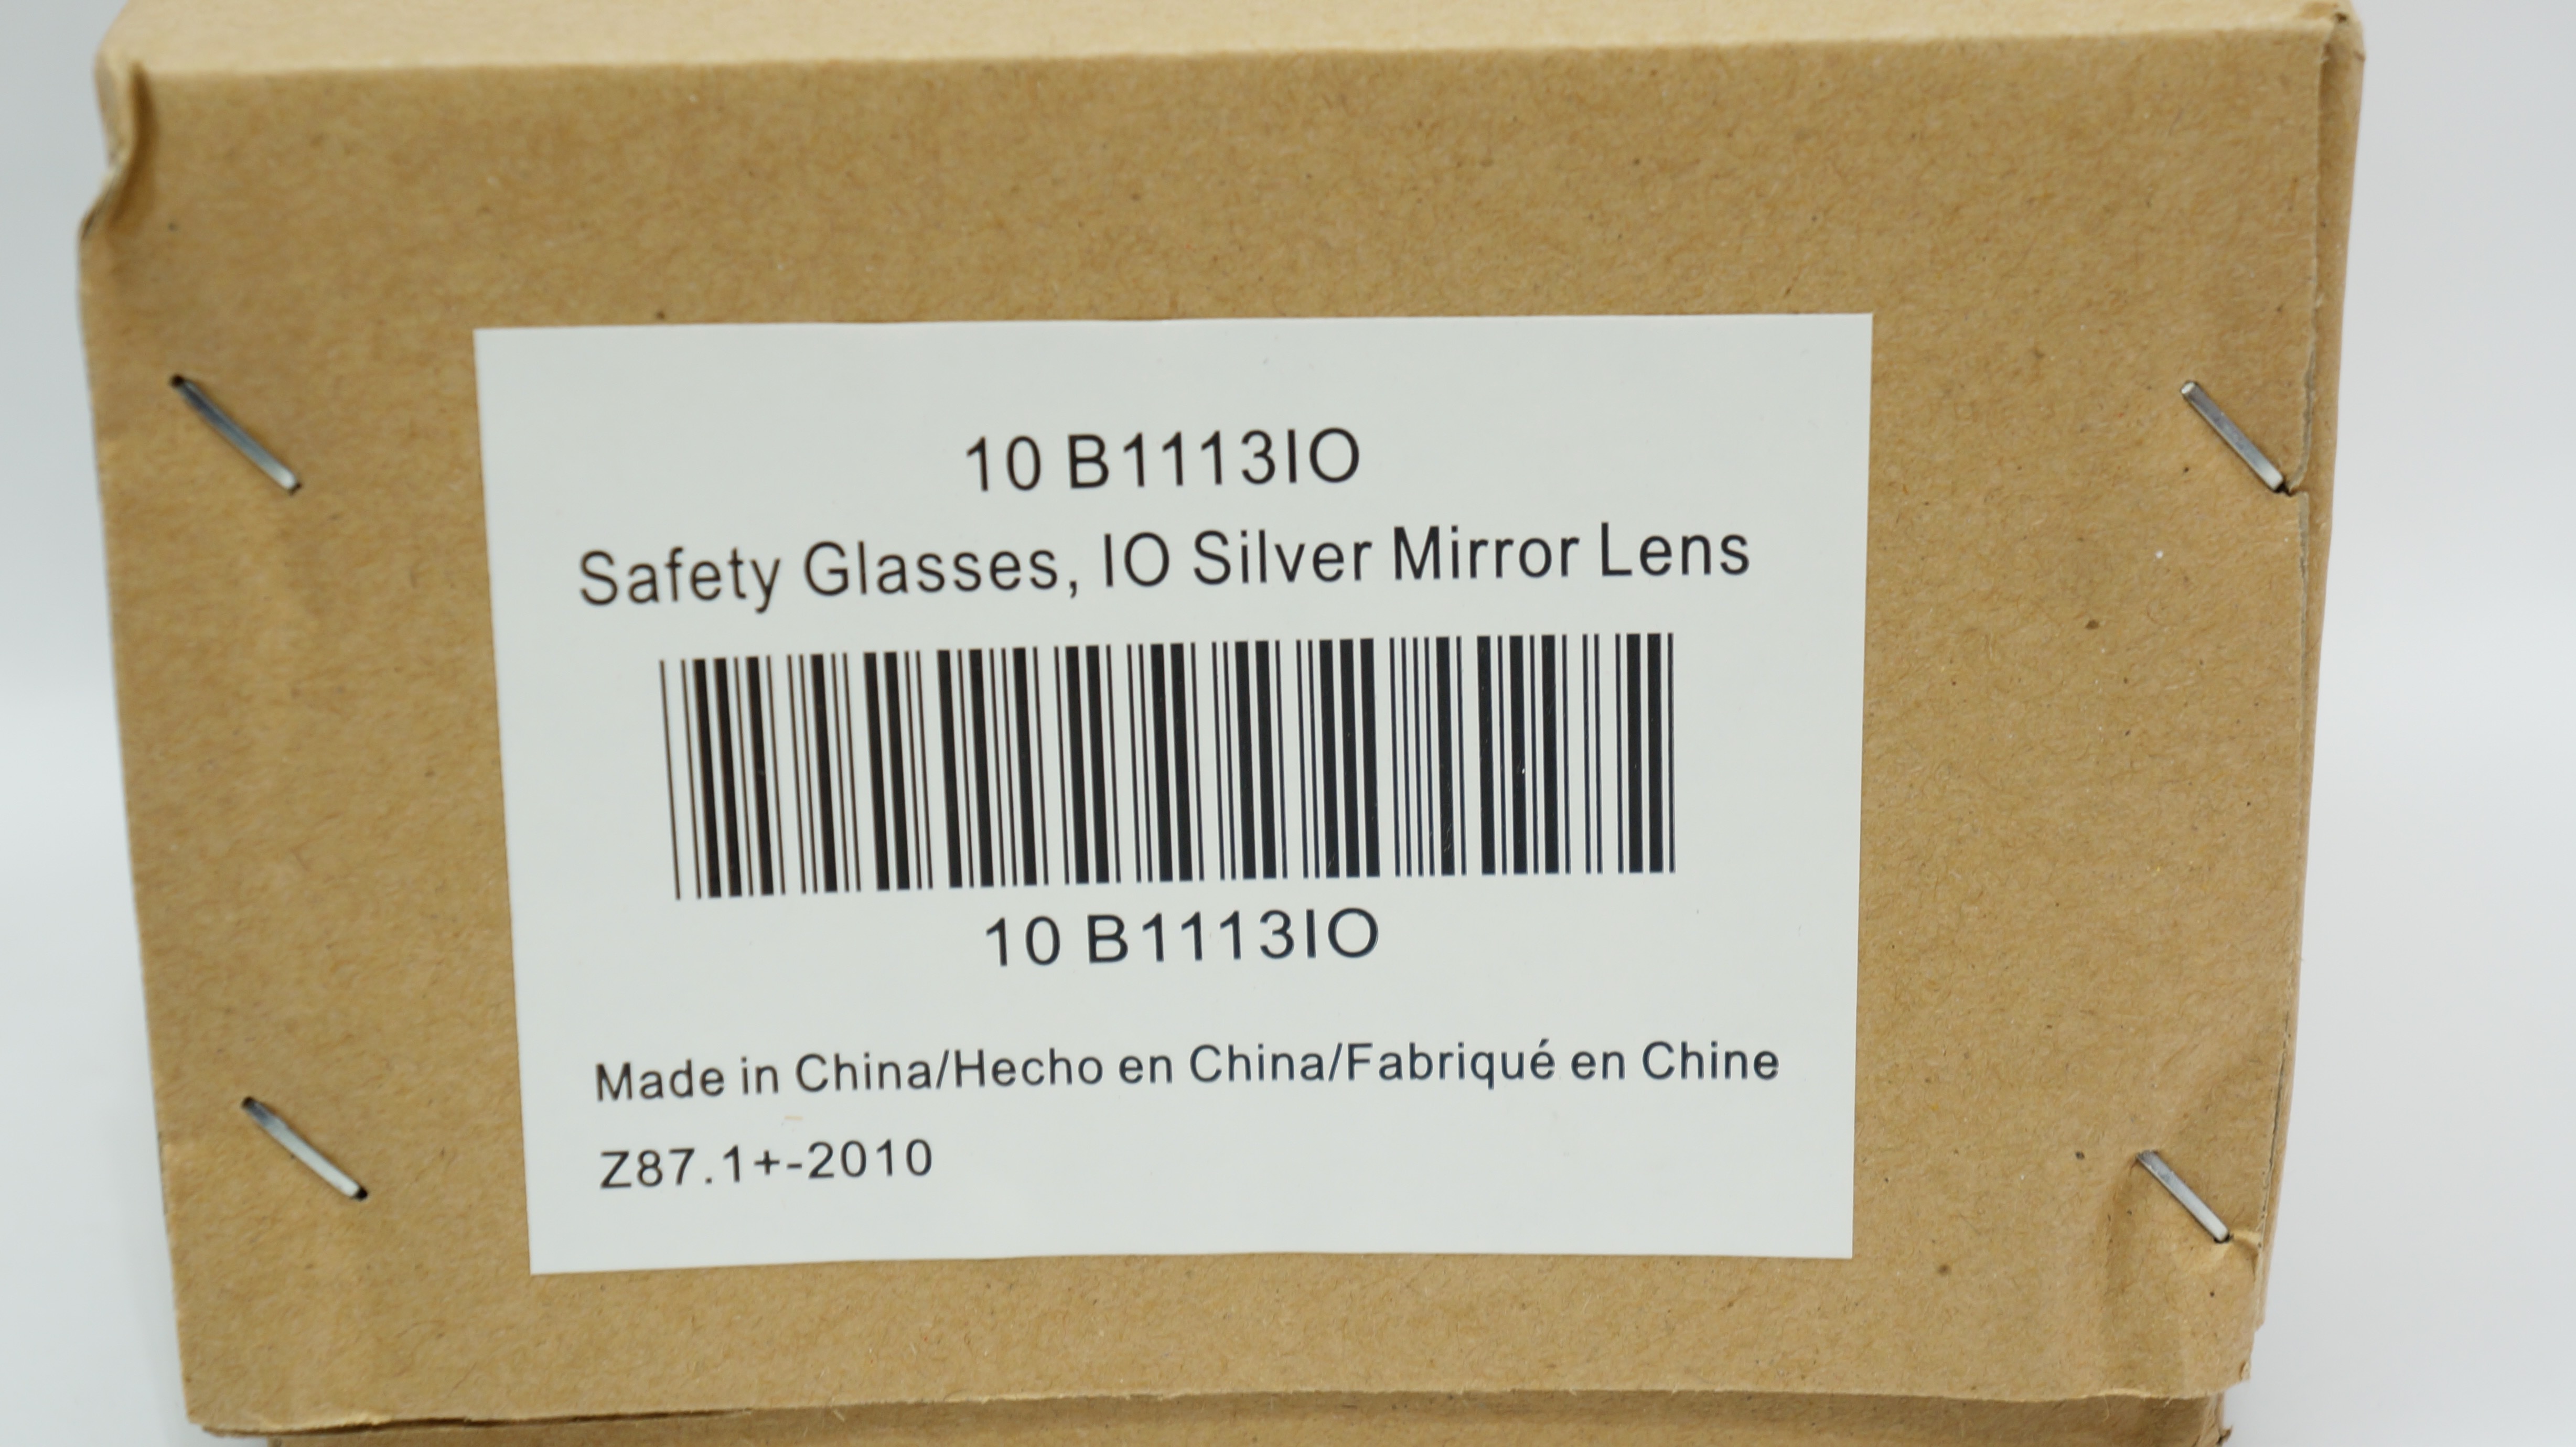 10 B1113IO
Safety Glasses, IO Silver Mirror Lens
10 B1113IO
Made in China/Hecho en China/Fabriqué en Chine
Z87.1+-2010